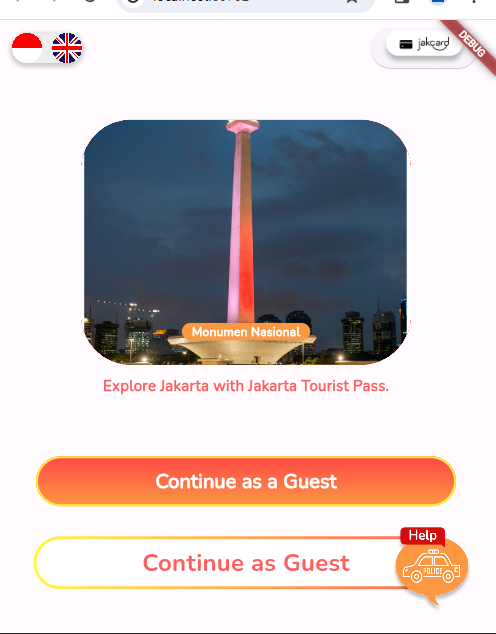 jakcard
DEBUG
Monumen Nasional
Explore Jakarta with Jakarta Tourist Pass.
Continue as a Guest
Help
POLICE
Continue as Guest